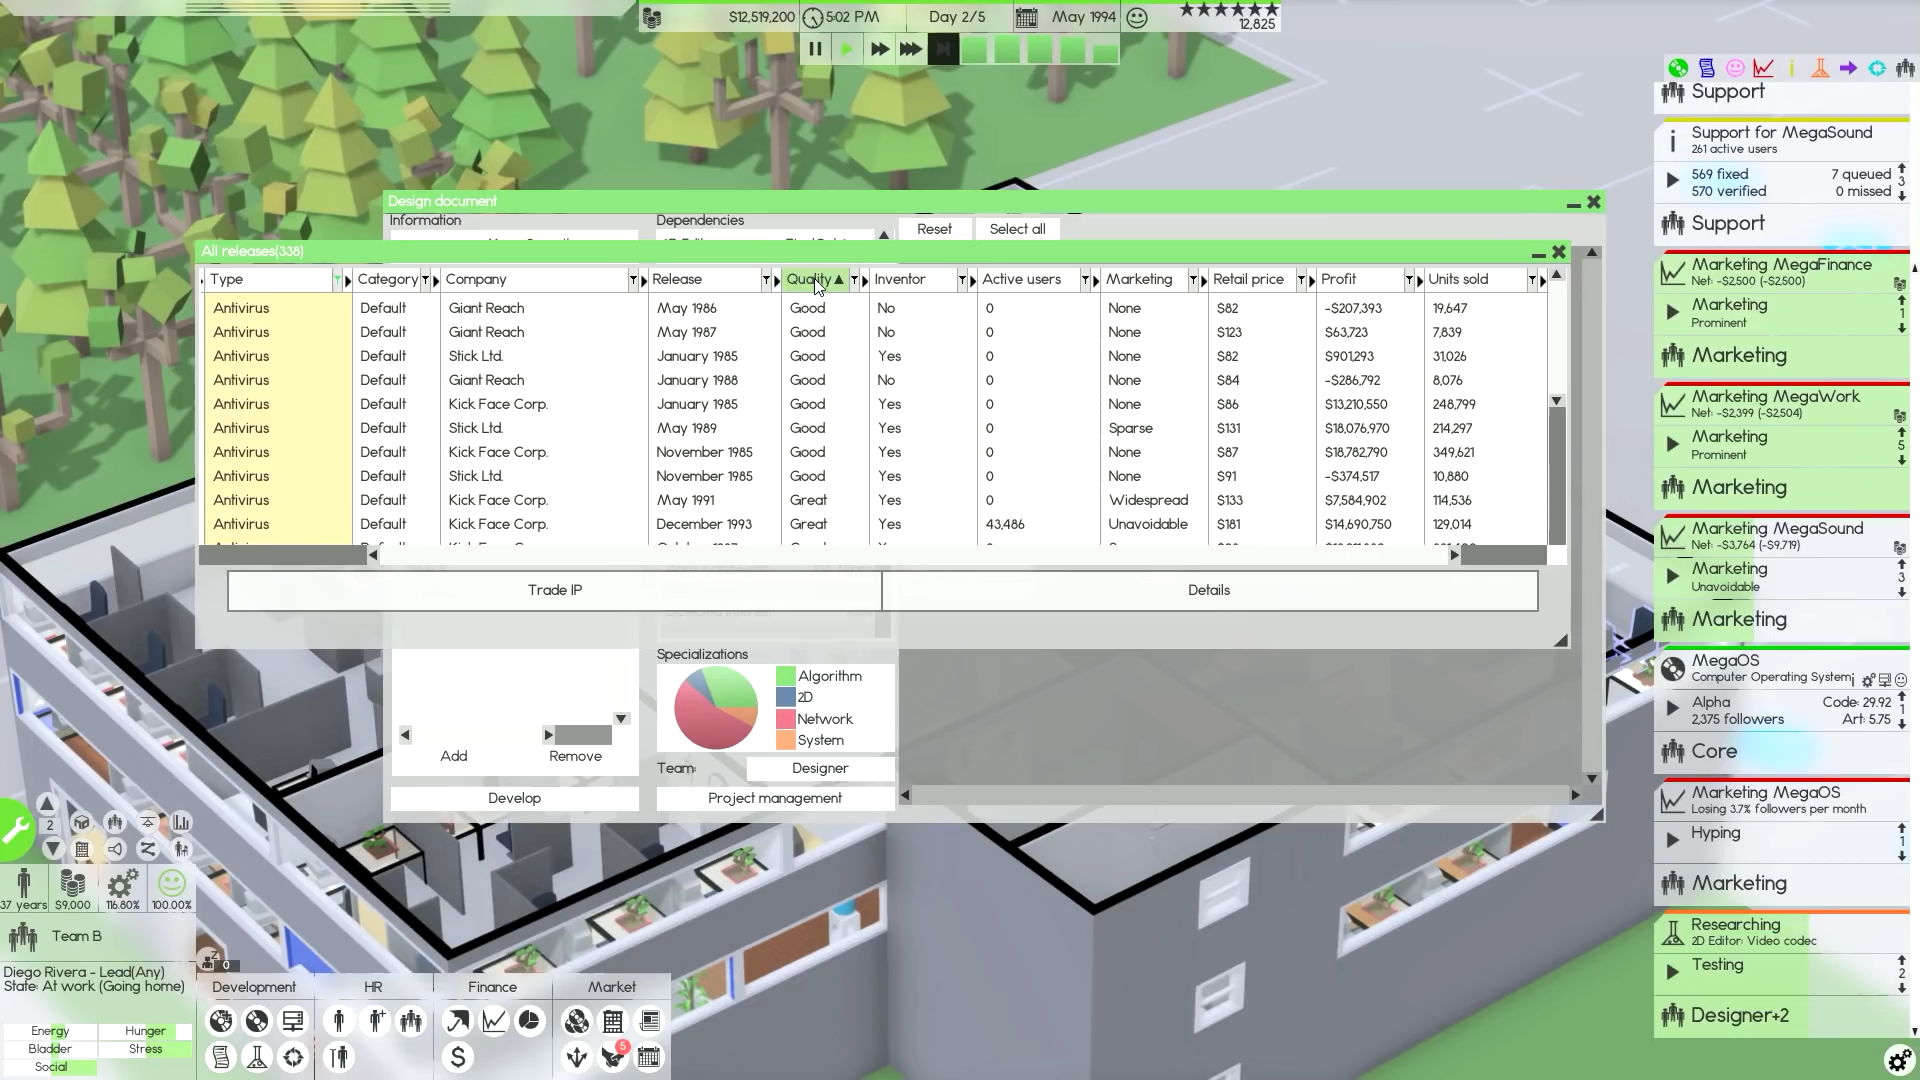 $12,519,200 5:02 PM Day 2/5 May 1994 12,825
Support
Support for MegaSound
261 active users
569 fixed 7 queued
570 verified 0 missed
3
Support
Marketing MegaFinance
Net: -$2,500 (-$2,500)
Marketing
Prominent
1
Marketing
Marketing MegaWork
Net: -$2,399 (-$2,504)
Marketing
Prominent
5
Marketing
Marketing MegaSound
Net: -$3,764 (-$9,719)
Marketing
Unavoidable
3
Marketing
MegaOS
Computer Operating System
Alpha Code: 29.92
2,375 followers Art: 5.75
1
Core
Marketing MegaOS
Losing 3.7% followers per month
Hyping
1
Marketing
Researching
2D Editor: Video codec
Testing
2
Designer+2
Design document
Information Dependencies Reset Select all
All releases(338)
Type Category Company Release Quality Inventor Active users Marketing Retail price Profit Units sold
Antivirus Default Giant Reach May 1986 Good No 0 None $82 -$207,393 19,647
Antivirus Default Giant Reach May 1987 Good No 0 None $123 $63,723 7,839
Antivirus Default Stick Ltd. January 1985 Good Yes 0 None $82 $901,293 31,026
Antivirus Default Giant Reach January 1988 Good No 0 None $84 -$286,792 8,076
Antivirus Default Kick Face Corp. January 1985 Good Yes 0 None $86 $13,210,550 248,799
Antivirus Default Stick Ltd. May 1989 Good Yes 0 Sparse $131 $18,076,970 214,297
Antivirus Default Kick Face Corp. November 1985 Good Yes 0 None $87 $18,782,790 349,621
Antivirus Default Stick Ltd. November 1985 Good Yes 0 None $91 -$374,517 10,880
Antivirus Default Kick Face Corp. May 1991 Great Yes 0 Widespread $133 $7,584,902 114,536
Antivirus Default Kick Face Corp. December 1993 Great Yes 43,486 Unavoidable $181 $14,690,750 129,014
Trade IP Details
Specializations
Algorithm
2D
Network
System
Add Remove
Team: Designer
Develop Project management
2
37 years $9,000 116.80% 100.00%
Team B
Diego Rivera - Lead(Any)
State: At work (Going home)
Energy Hunger
Bladder Stress
Social
0
Development HR Finance Market
5